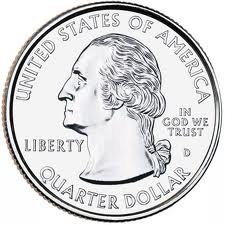 UNITED STATES OF AMERICA
LIBERTY
IN
GOD WE
TRUST
D
QUARTER DOLLAR